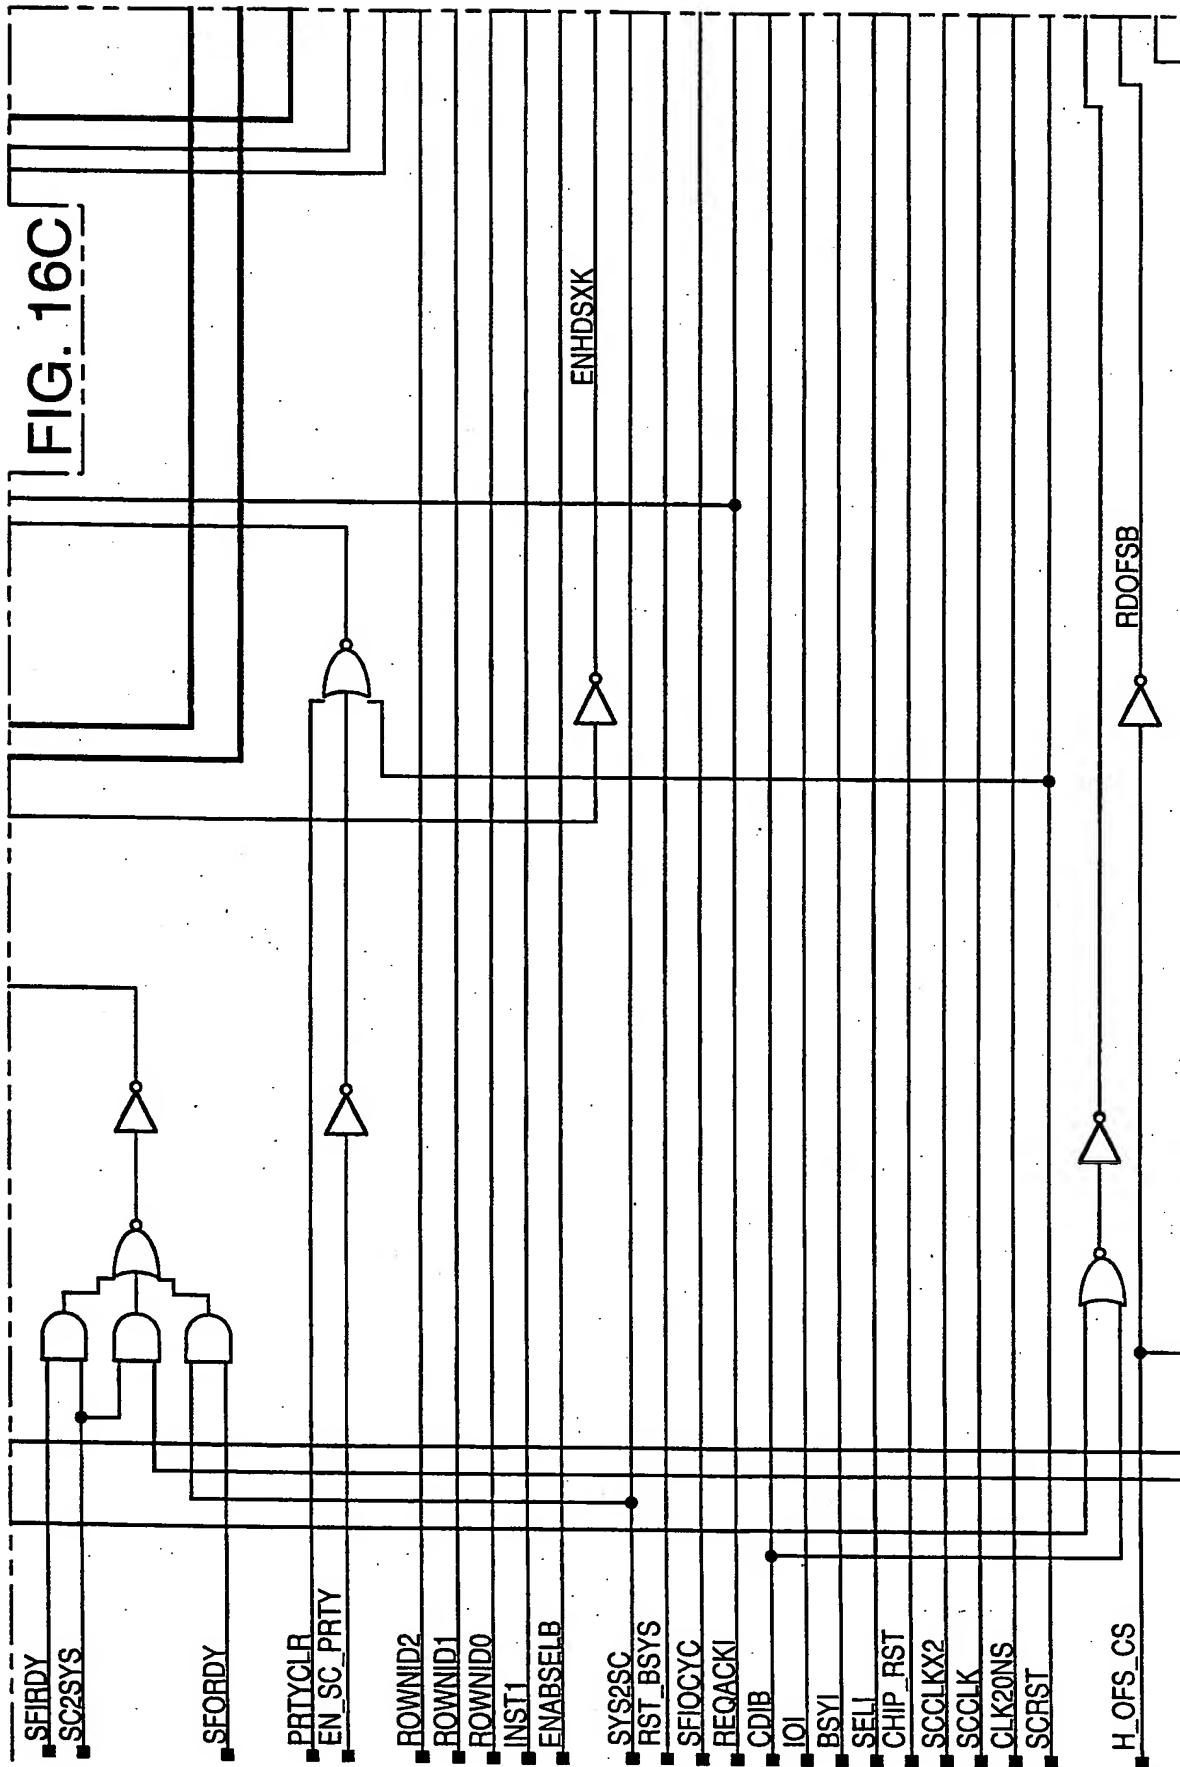 FIG. 16C
SFIRDY
SC2SYS
SFORDY
PRTYCLR
EN_SC_PRTY
ROWNID2
ROWNID1
ROWNID0
INST1
ENABSELB
ENHDSXK
SYS2SC
RST_BSYS
SFIOCYC
REQACKI
CDIB
IOI
BSYI
SELI
CHIP_RST
SCCLKX2
SCCLK
CLK20NS
SCRST
RDOFSB
H_OFS_CS